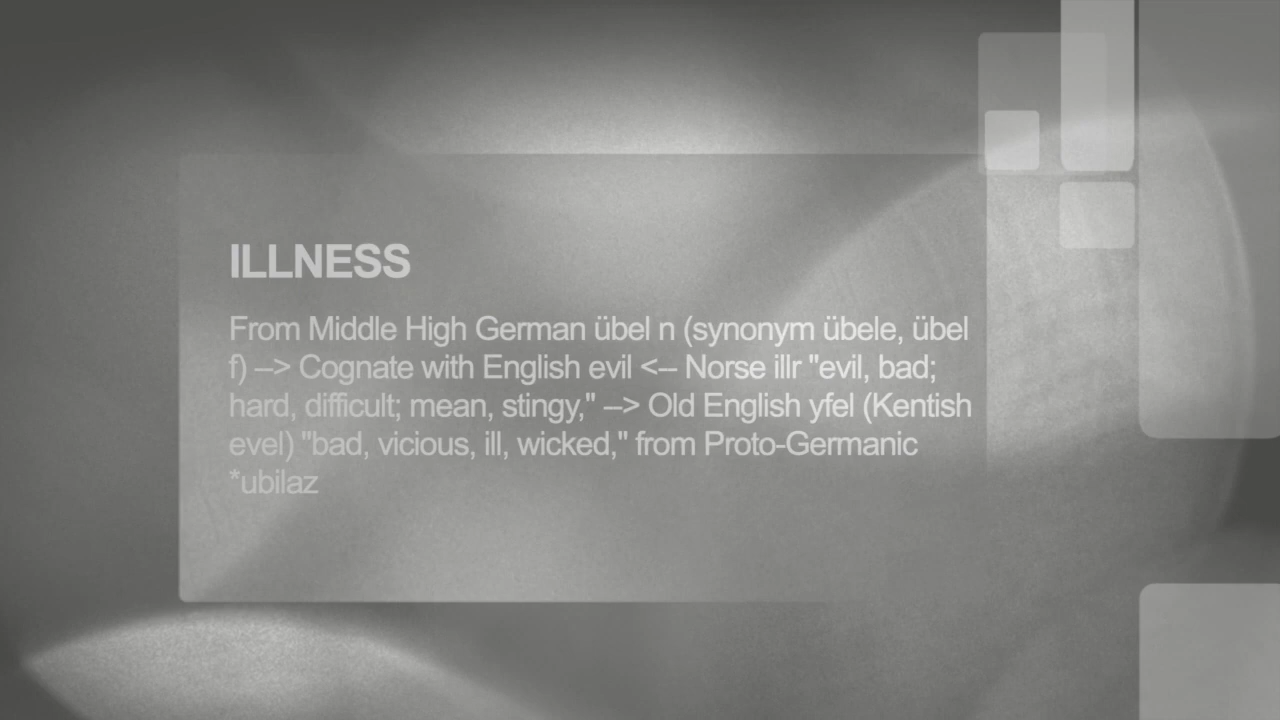 ILLNESS
From Middle High German übel n (synonym übele, übel
f) –> Cognate with English evil <-- Norse illr "evil, bad;
hard, difficult; mean, stingy," –> Old English yfel (Kentish
evel) "bad, vicious, ill, wicked," from Proto-Germanic
*ubilaz